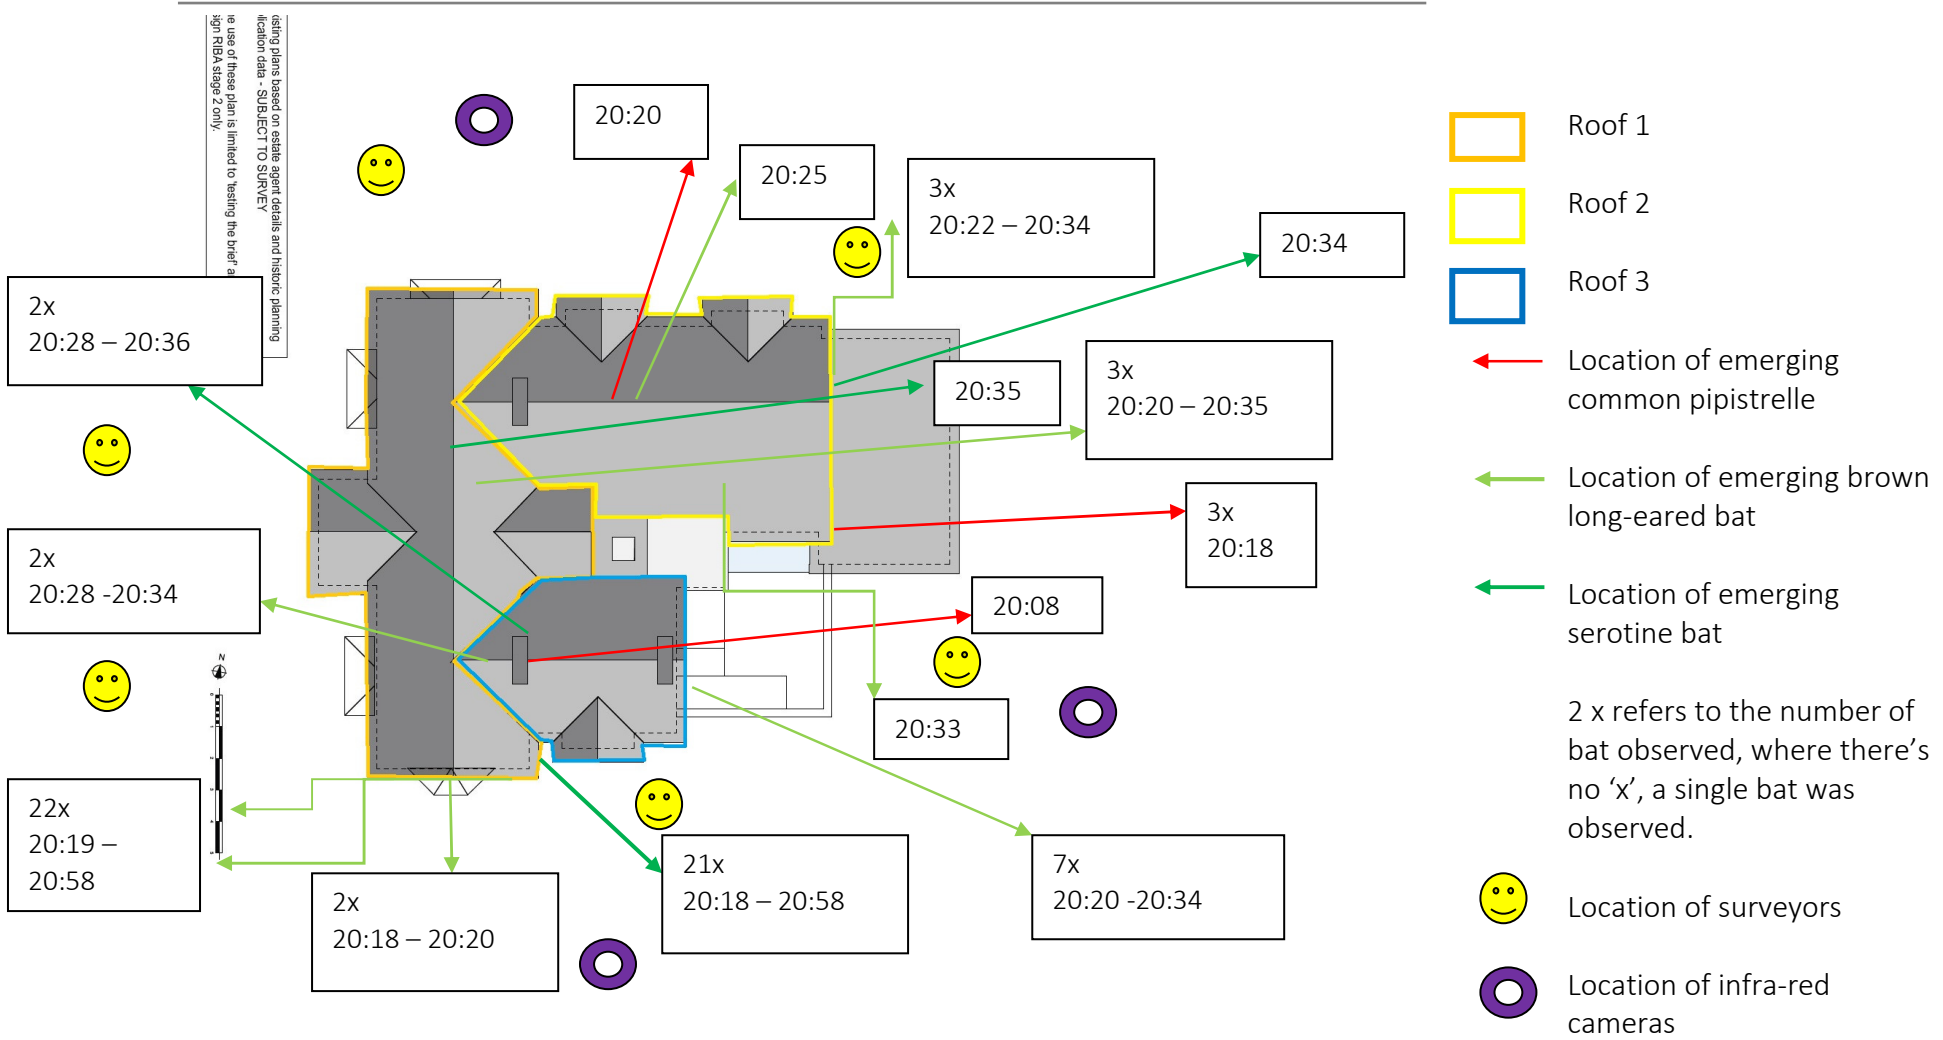 isting plans based on estate agent details and historic planning
lication data - SUBJECT TO SURVEY
e use of these plan is limited to 'testing the brief'
sign RIBA stage 2 only.
20:20
20:25
3x
20:22 – 20:34
20:34
2x
20:28 – 20:36
20:35
3x
20:20 – 20:35
3x
20:18
2x
20:28 -20:34
20:08
20:33
N
22x
20:19 –
20:58
2x
20:18 – 20:20
21x
20:18 – 20:58
7x
20:20 -20:34
Roof 1
Roof 2
Roof 3
Location of emerging
common pipistrelle
Location of emerging brown
long-eared bat
Location of emerging
serotine bat
2 x refers to the number of
bat observed, where there's
no ‘x’, a single bat was
observed.
Location of surveyors
Location of infra-red
cameras